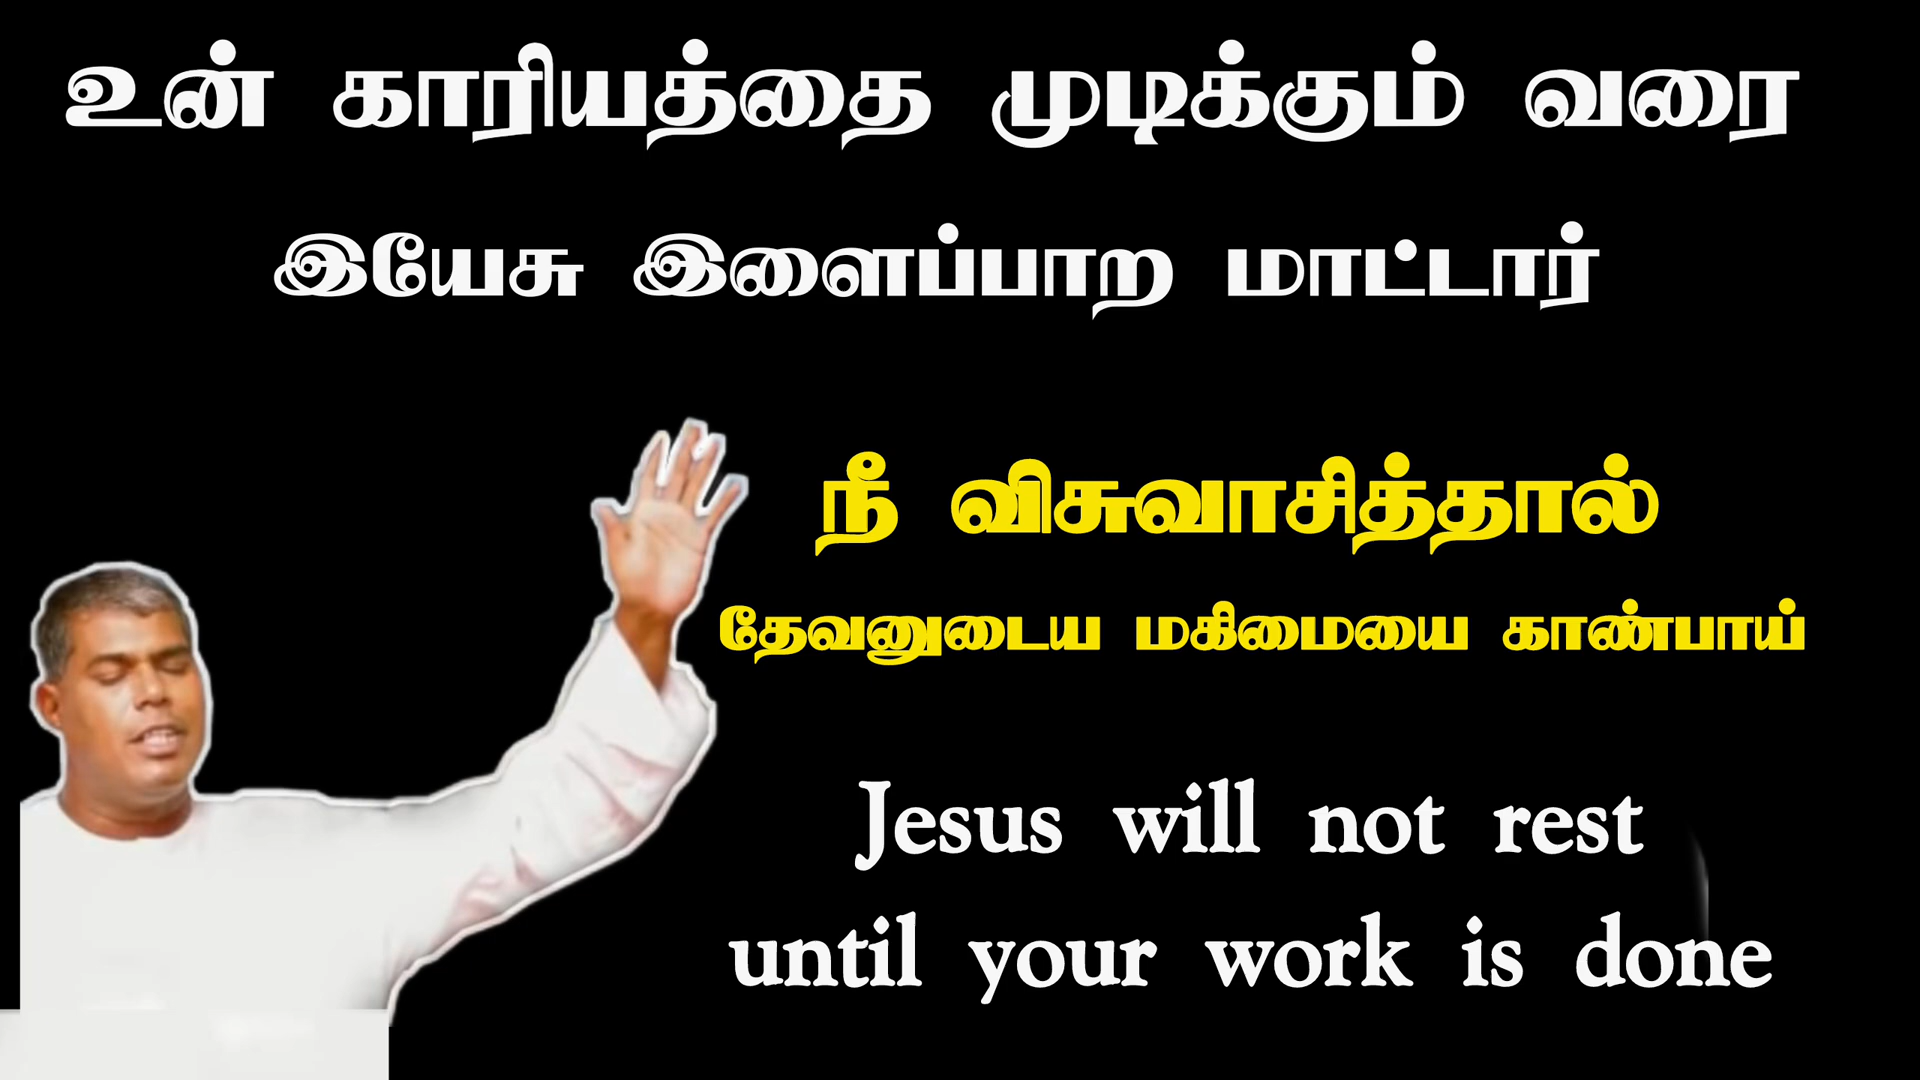 உன் காரியத்தை முடிக்கும் வரை
இயேசு இளைப்பாற மாட்டார்
நீ விசுவாசித்தால்
தேவனுடைய மகிமையை காண்பாய்
Jesus will not rest
until your work is done